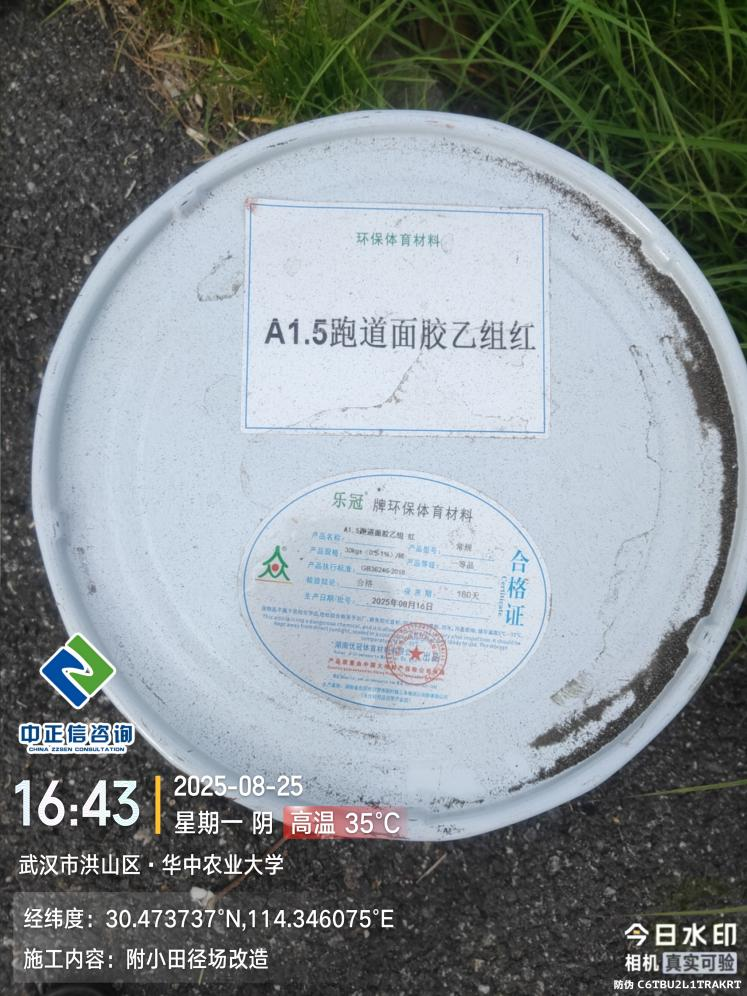 环保体育材料
A1.5跑道面胶乙组红
乐冠® 牌环保体育材料
产品名称： A1.5跑道面胶乙组 红
产品型号： 常规
产品规格： 30kgs（0.5-1%）/桶
产品等级： 一等品
产品执行标准： GB36246-2018
检验结论： 合格
保质期： 180天
生产日期/批号： 2025年08月16日
合格证
Certificate
中正信咨询
CHINA ZZSEN CONSULTATION
16:43
2025-08-25
星期一 阴 高温 35°C
武汉市洪山区·华中农业大学
经纬度：30.473737°N,114.346075°E
施工内容：附小田径场改造
今日水印
相机 真实可验
防伪 C6TBU2L1TRAKRT